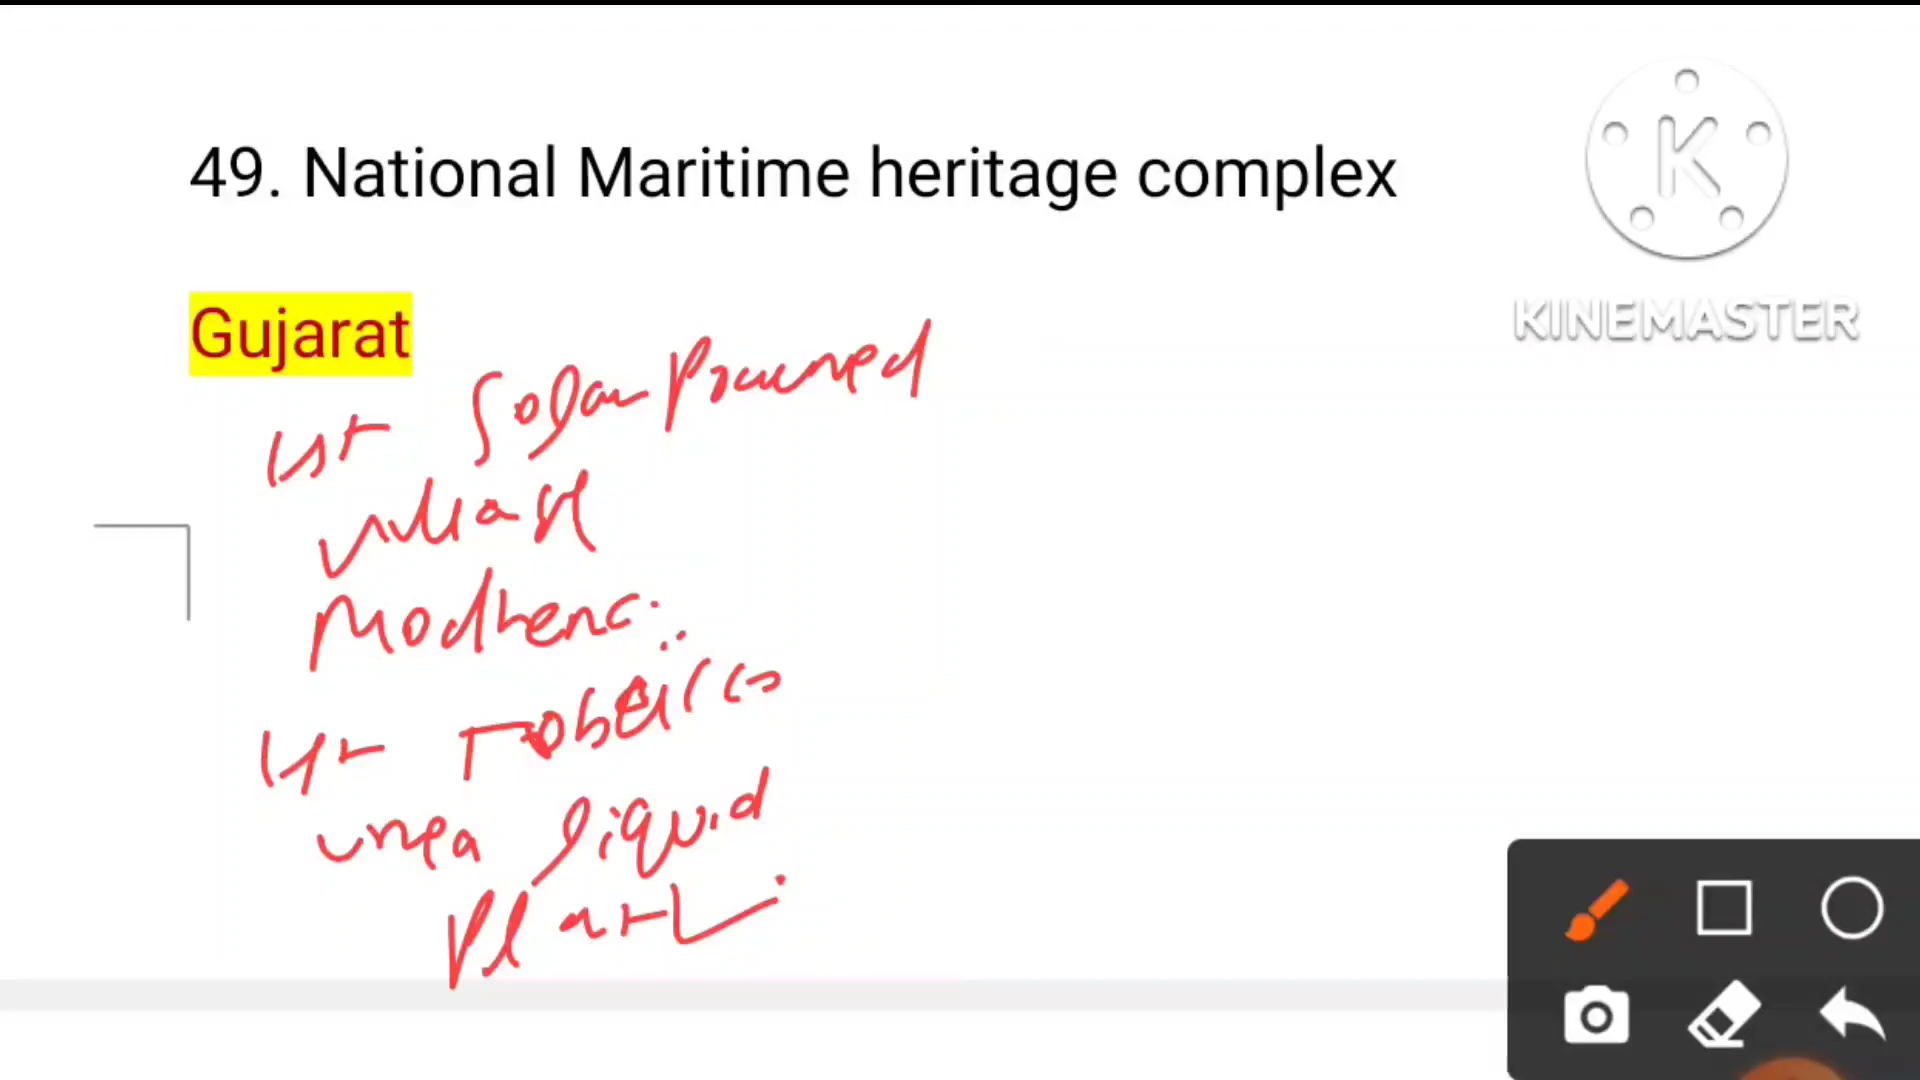 49. National Maritime heritage complex
KINEMASTER
Gujarat
1st Solar Powered
village
Modhera
1st robotics
urea liquid
Plant